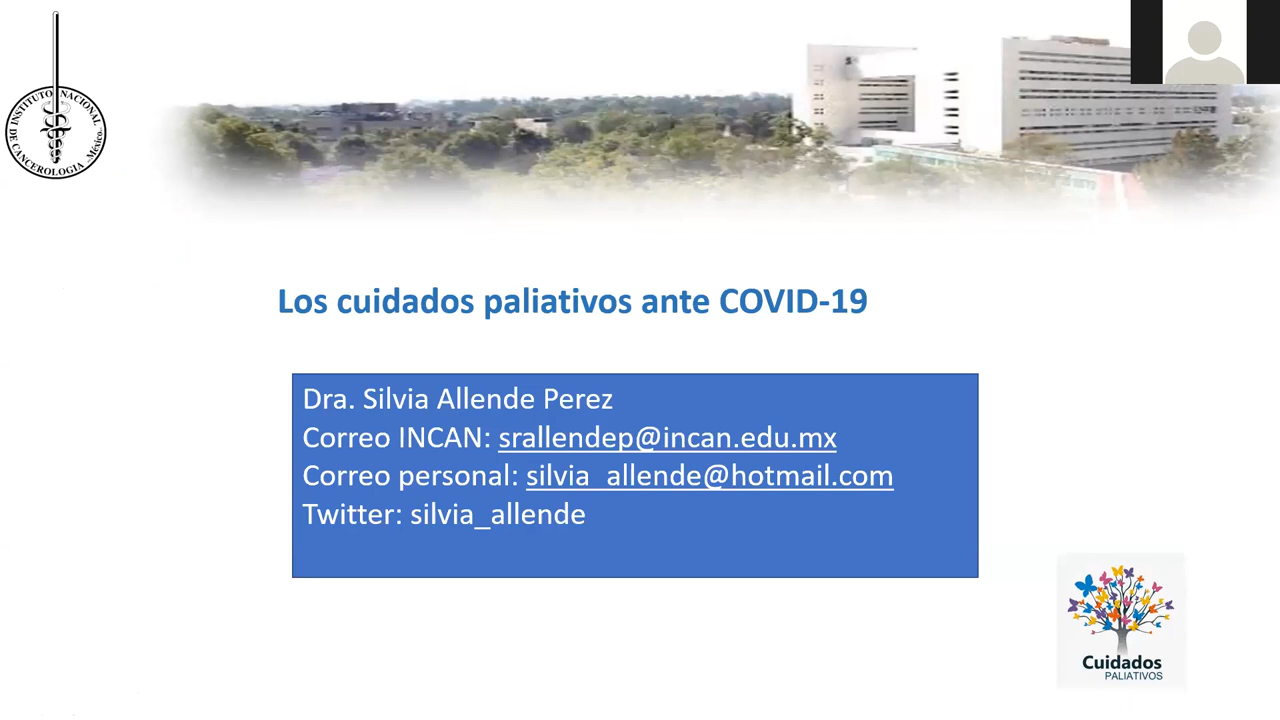 INSTITUTO NACIONAL
DE CANCEROLOGIA México.
Los cuidados paliativos ante COVID-19
Dra. Silvia Allende Perez
Correo INCAN: srallendep@incan.edu.mx
Correo personal: silvia_allende@hotmail.com
Twitter: silvia_allende
Cuidados
PALIATIVOS